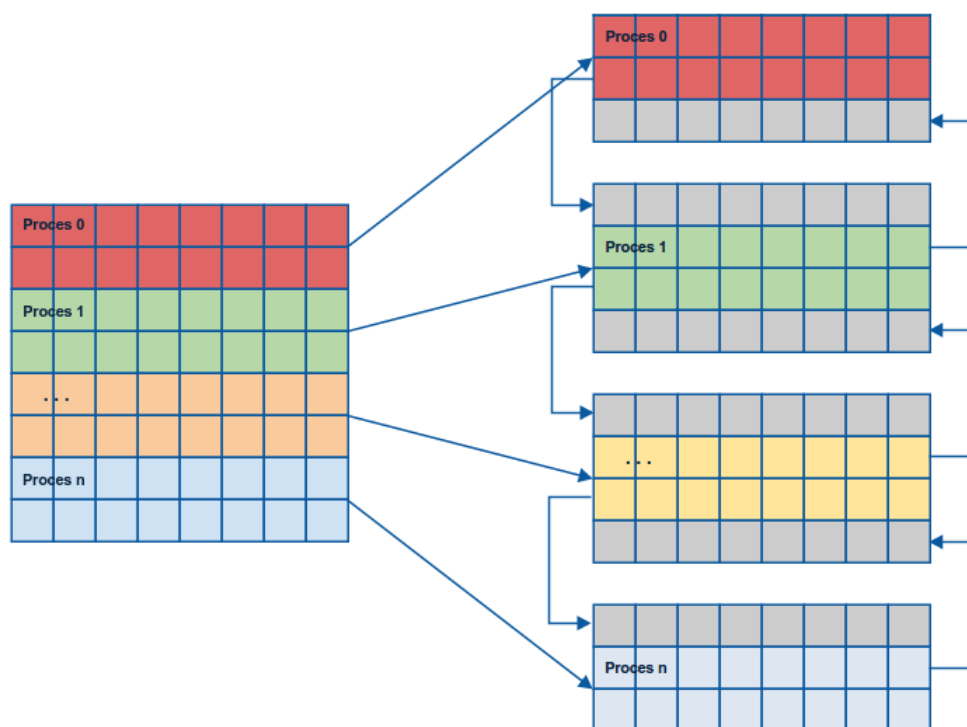 Proces 0
Proces 1
. . .
Proces n
Proces 0
Proces 1
. . .
Proces n